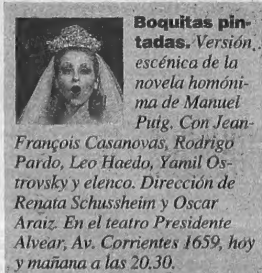 Boquitas pin-
tadas. Versión
escénica de la
novela homóni-
ma de Manuel
Puig. Con Jean-
François Casanovas, Rodrigo
Pardo, Leo Haedo, Yamil Os-
trovsky y elenco. Dirección de
Renata Schussheim y Oscar
Araiz. En el teatro Presidente
Alvear, Av. Corrientes 1659, hoy
y mañana a las 20.30.